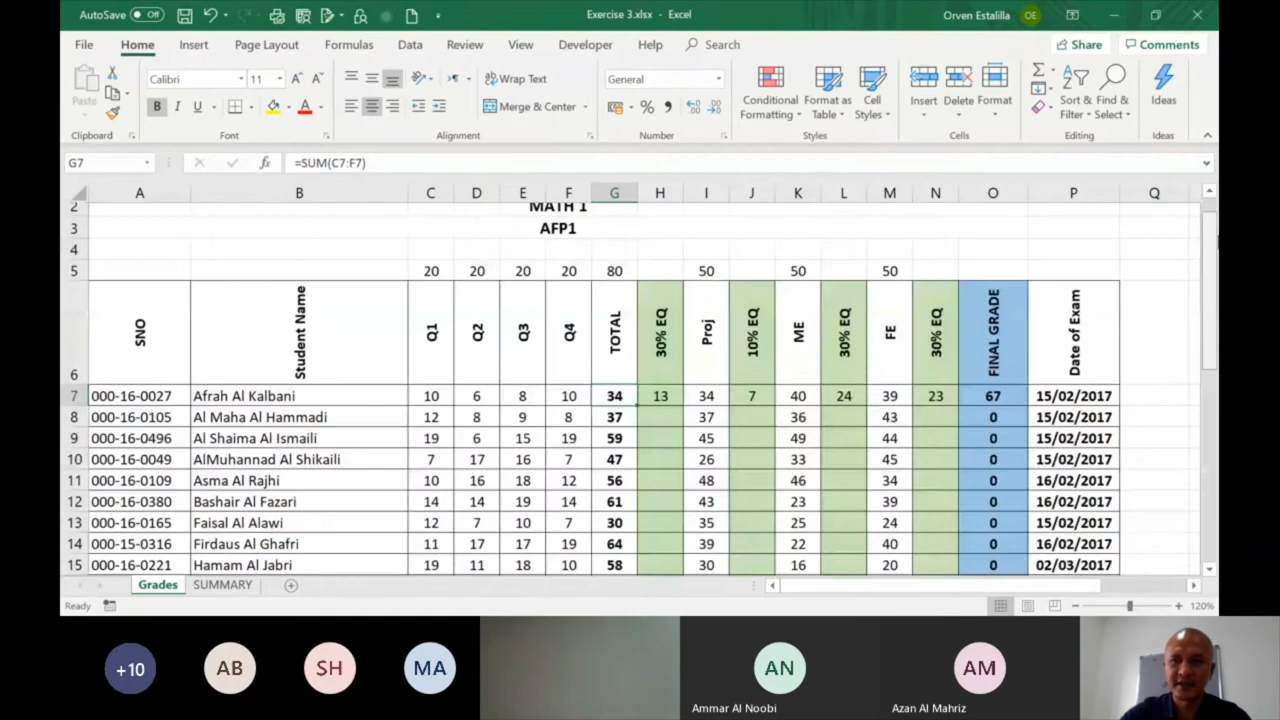 AutoSave Off Exercise 3.xlsx - Excel Orven Estalilla OE
File Home Insert Page Layout Formulas Data Review View Developer Help Search Share Comments
Paste Calibri 11 Wrap Text General Conditional Formatting Format as Table Cell Styles Insert Delete Format Sort & Filter Find & Select Ideas
B I U A Merge & Center %
Clipboard Font Alignment Number Styles Cells Editing Ideas
G7 fx =SUM(C7:F7)
A B C D E F G H I J K L M N O P Q
2 MATH 1
3 AFP1
4
5 20 20 20 20 80 50 50 50
6 SNO Student Name Q1 Q2 Q3 Q4 TOTAL 30% EQ Proj 10% EQ ME 30% EQ FE 30% EQ FINAL GRADE Date of Exam
7 000-16-0027 Afrah Al Kalbani 10 6 8 10 34 13 34 7 40 24 39 23 67 15/02/2017
8 000-16-0105 Al Maha Al Hammadi 12 8 9 8 37 37 36 43 0 15/02/2017
9 000-16-0496 Al Shaima Al Ismaili 19 6 15 19 59 45 49 44 0 15/02/2017
10 000-16-0049 AlMuhannad Al Shikaili 7 17 16 7 47 26 33 45 0 15/02/2017
11 000-16-0109 Asma Al Rajhi 10 16 18 12 56 48 46 34 0 16/02/2017
12 000-16-0380 Bashair Al Fazari 14 14 19 14 61 43 23 39 0 16/02/2017
13 000-16-0165 Faisal Al Alawi 12 7 10 7 30 35 25 24 0 15/02/2017
14 000-15-0316 Firdaus Al Ghafri 11 17 17 19 64 39 22 40 0 16/02/2017
15 000-16-0221 Hamam Al Jabri 19 11 18 10 58 30 16 20 0 02/03/2017
Grades SUMMARY
Ready 120%
+10 AB SH MA AN AM
Ammar Al Noobi Azan Al Mahriz